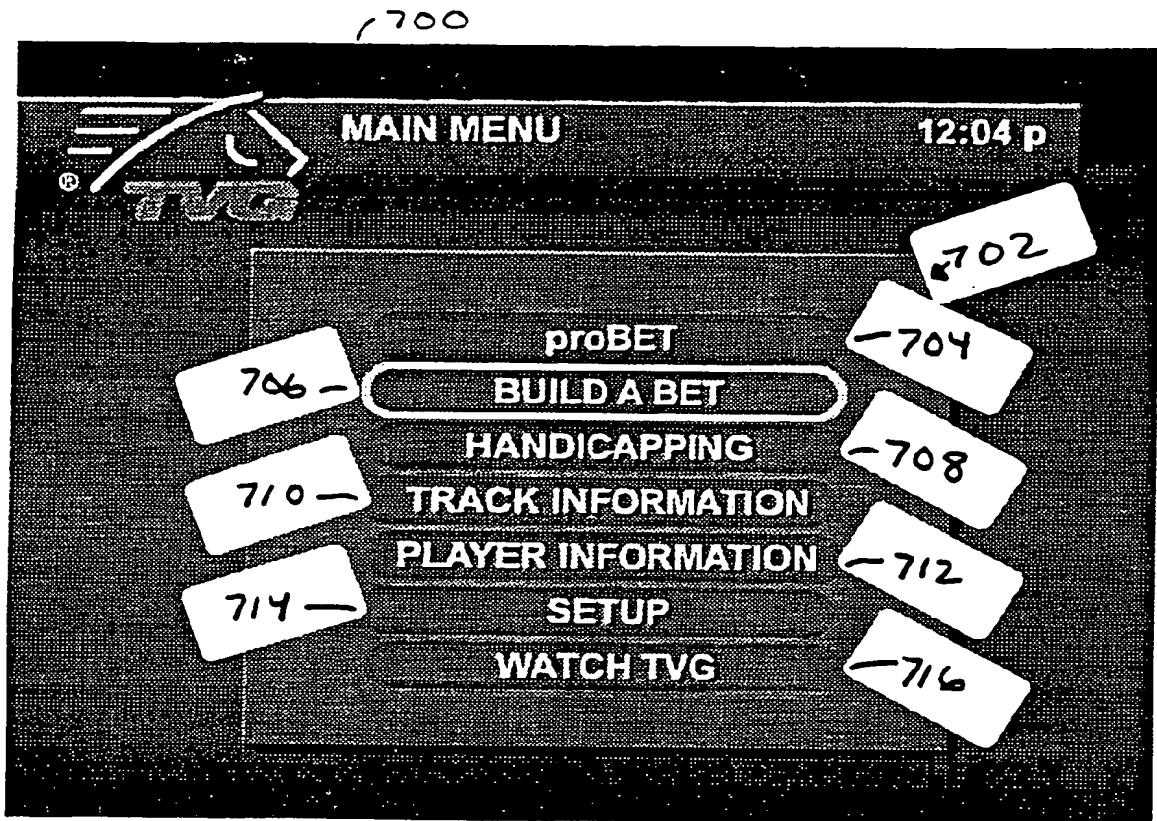 700
MAIN MENU 12:04 p
®
TVG
702
proBET 704
706 BUILD A BET
HANDICAPPING 708
710 TRACK INFORMATION
PLAYER INFORMATION 712
714 SETUP
WATCH TVG 716